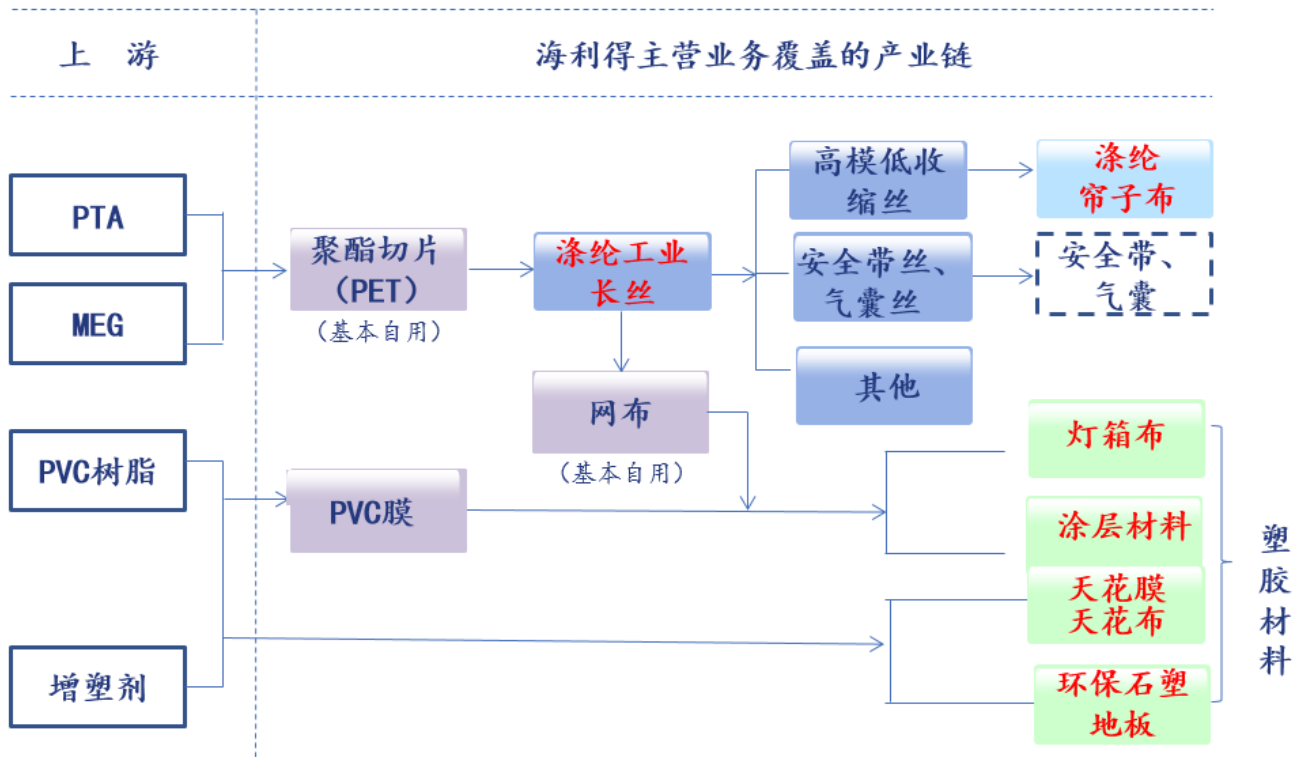 上 游
海利得主营业务覆盖的产业链
PTA
MEG
PVC树脂
增塑剂
聚酯切片
（PET）
（基本自用）
涤纶工业
长丝
网布
（基本自用）
PVC膜
高模低收
缩丝
安全带丝、
气囊丝
其他
涤纶
帘子布
安全带、
气囊
灯箱布
涂层材料
天花膜
天花布
环保石塑
地板
塑
胶
材
料